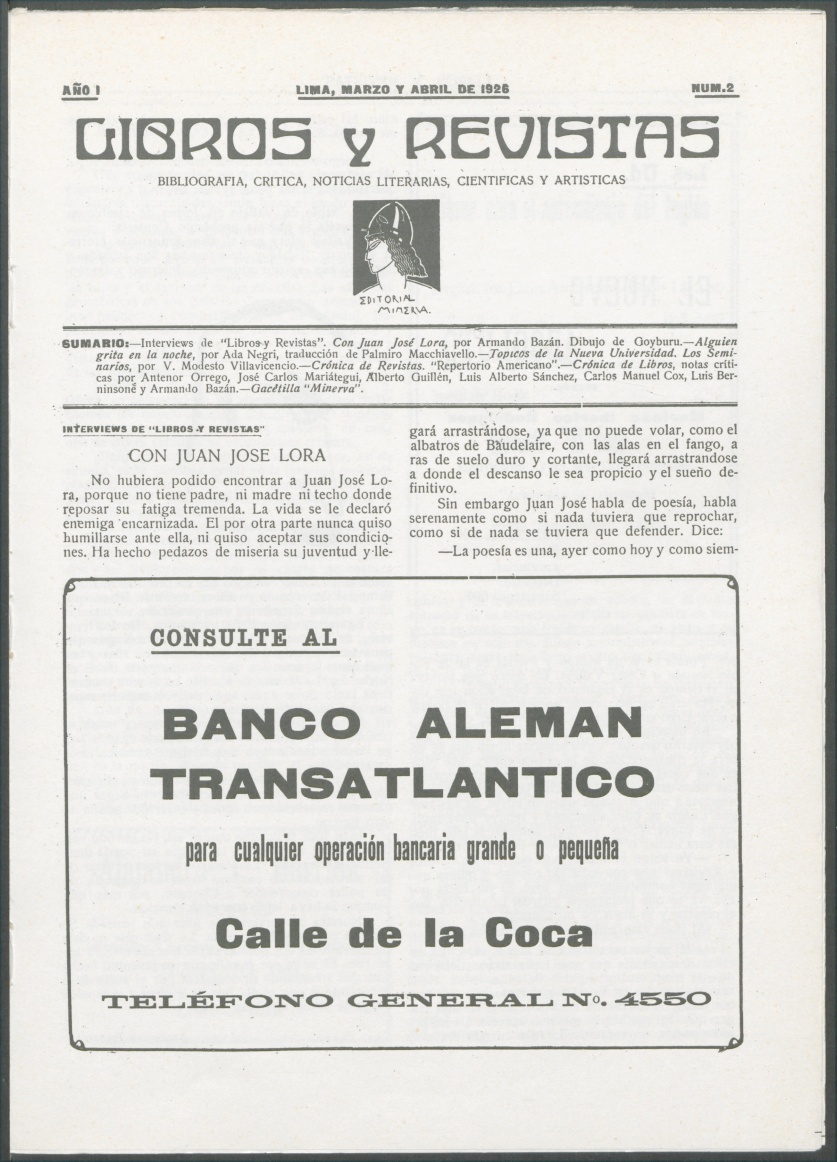 AÑO I
LIMA, MARZO Y ABRIL DE 1926
NUM.2
LIBROS y REVISTAS
BIBLIOGRAFIA, CRITICA, NOTICIAS LITERARIAS, CIENTIFICAS Y ARTISTICAS
EDITORIAL
MINERVA.
SUMARIO:—Interviews de "Libros y Revistas". Con Juan José Lora, por Armando Bazán. Dibujo de Goyburu.—Alguien
grita en la noche, por Ada Negri, traducción de Palmiro Macchiavello.—Topicos de la Nueva Universidad. Los Semi-
narios, por V. Modesto Villavicencio.—Crónica de Revistas. "Repertorio Americano".—Crónica de Libros, notas críti-
cas por Antenor Orrego, José Carlos Mariátegui, Alberto Guillén, Luis Alberto Sánchez, Carlos Manuel Cox, Luis Ber-
ninsone y Armando Bazán.—Gacétilla "Minerva".
INTERVIEWS DE "LIBROS Y REVISTAS"
CON JUAN JOSE LORA
No hubiera podido encontrar a Juan José Lo-
ra, porque no tiene padre, ni madre ni techo donde
reposar su fatiga tremenda. La vida se le declaró
enemiga encarnizada. El por otra parte nunca quiso
humillarse ante ella, ni quiso aceptar sus condicio-
nes. Ha hecho pedazos de miseria su juventud y lle-
gará arrastrándose, ya que no puede volar, como el
albatros de Baudelaire, con las alas en el fango, a
ras de suelo duro y cortante, llegará arrastrandose
a donde el descanso le sea propicio y el sueño de-
finitivo.
Sin embargo Juan José habla de poesía, habla
serenamente como si nada tuviera que reprochar,
como si de nada se tuviera que defender. Dice:
—La poesía es una, ayer como hoy y como siem-
CONSULTE AL
BANCO ALEMAN
TRANSATLANTICO
para cualquier operación bancaria grande o pequeña
Calle de la Coca
TELÉFONO GENERAL Nº. 4550